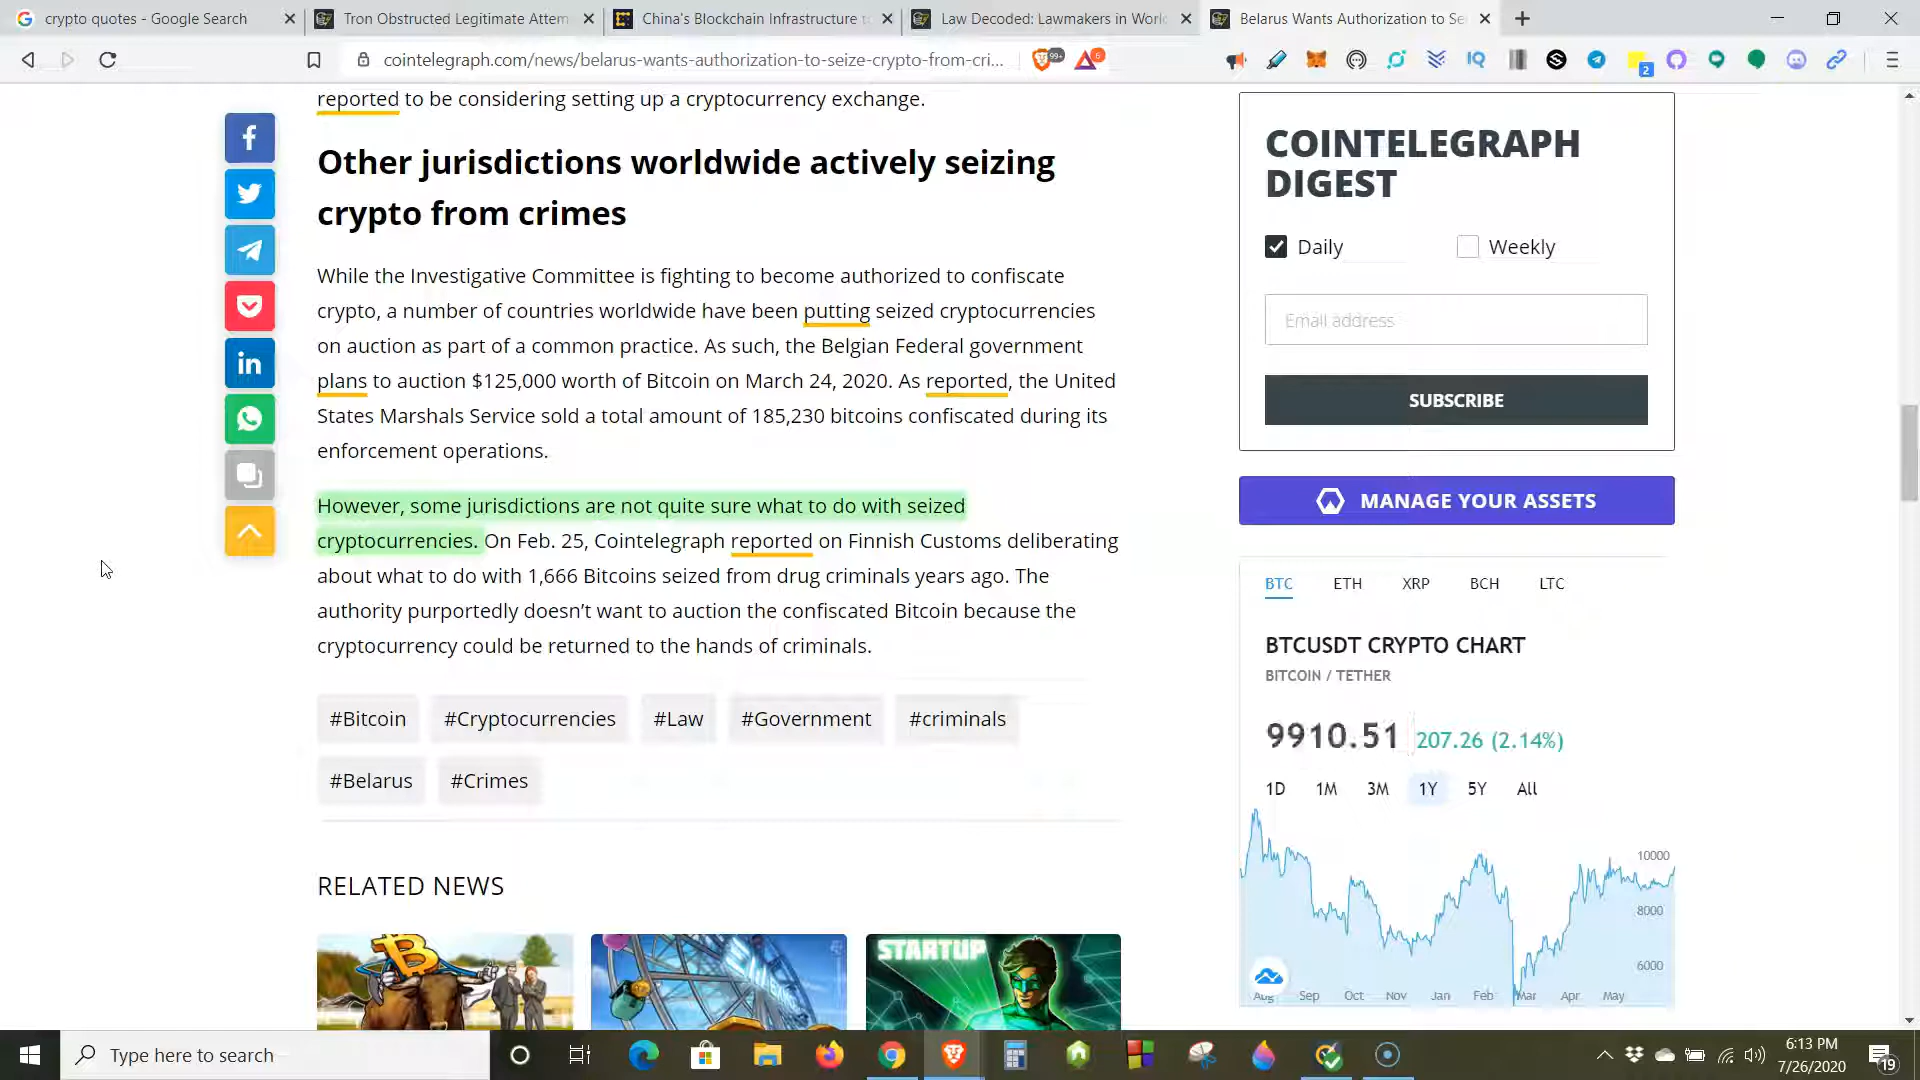 crypto quotes - Google Search
Tron Obstructed Legitimate Attem
China's Blockchain Infrastructure t
Law Decoded: Lawmakers in Worl
Belarus Wants Authorization to Se
cointelegraph.com/news/belarus-wants-authorization-to-seize-crypto-from-cri...
99+
6
IQ
2
reported to be considering setting up a cryptocurrency exchange.
Other jurisdictions worldwide actively seizing
crypto from crimes
While the Investigative Committee is fighting to become authorized to confiscate
crypto, a number of countries worldwide have been putting seized cryptocurrencies
on auction as part of a common practice. As such, the Belgian Federal government
plans to auction $125,000 worth of Bitcoin on March 24, 2020. As reported, the United
States Marshals Service sold a total amount of 185,230 bitcoins confiscated during its
enforcement operations.
However, some jurisdictions are not quite sure what to do with seized
cryptocurrencies. On Feb. 25, Cointelegraph reported on Finnish Customs deliberating
about what to do with 1,666 Bitcoins seized from drug criminals years ago. The
authority purportedly doesn’t want to auction the confiscated Bitcoin because the
cryptocurrency could be returned to the hands of criminals.
#Bitcoin #Cryptocurrencies #Law #Government #criminals
#Belarus #Crimes
RELATED NEWS
STARTUP
COINTELEGRAPH
DIGEST
Daily Weekly
Email address
SUBSCRIBE
MANAGE YOUR ASSETS
BTC ETH XRP BCH LTC
BTCUSDT CRYPTO CHART
BITCOIN / TETHER
9910.51 207.26 (2.14%)
1D 1M 3M 1Y 5Y All
10000
8000
6000
Aug Sep Oct Nov Jan Feb Mar Apr May
Type here to search
6:13 PM
7/26/2020
19